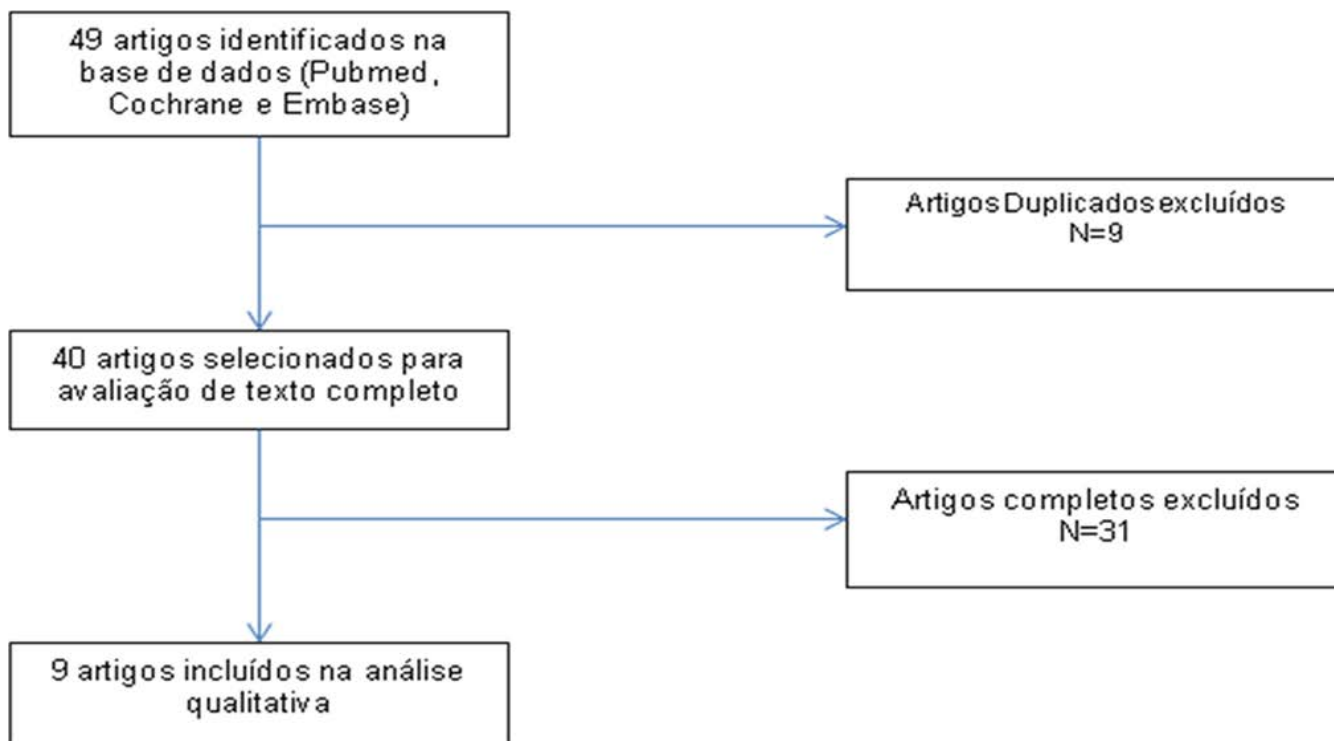 49 artigos identificados na
base de dados (Pubmed,
Cochrane e Embase)
Artigos Duplicados excluídos
N=9
40 artigos selecionados para
avaliação de texto completo
Artigos completos excluídos
N=31
9 artigos incluídos na análise
qualitativa